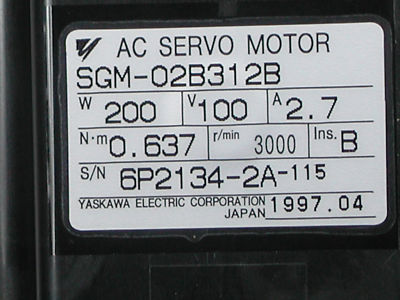 AC SERVO MOTOR
SGM-02B312B
W 200 V 100 A 2.7
N·m 0.637 r/min 3000 Ins. B
S/N 6P2134-2A-115
YASKAWA ELECTRIC CORPORATION 1997.04
JAPAN